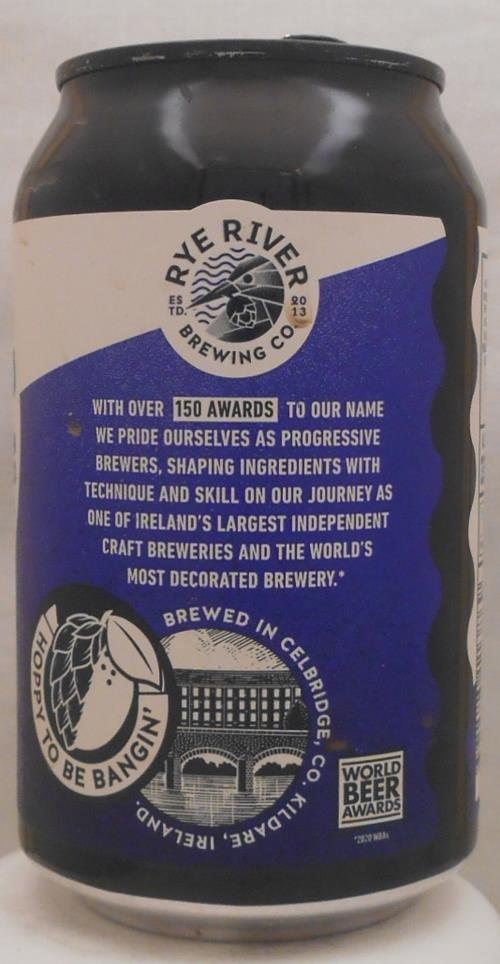 RYE RIVER
ES
TD.
20
13
BREWING CO.
WITH OVER 150 AWARDS TO OUR NAME
WE PRIDE OURSELVES AS PROGRESSIVE
BREWERS, SHAPING INGREDIENTS WITH
TECHNIQUE AND SKILL ON OUR JOURNEY AS
ONE OF IRELAND'S LARGEST INDEPENDENT
CRAFT BREWERIES AND THE WORLD'S
MOST DECORATED BREWERY.*
HOPPY TO BE BANGIN'
BREWED IN CELBRIDGE, CO. KILDARE, IRELAND.
WORLD
BEER
AWARDS
*2020 WBAs